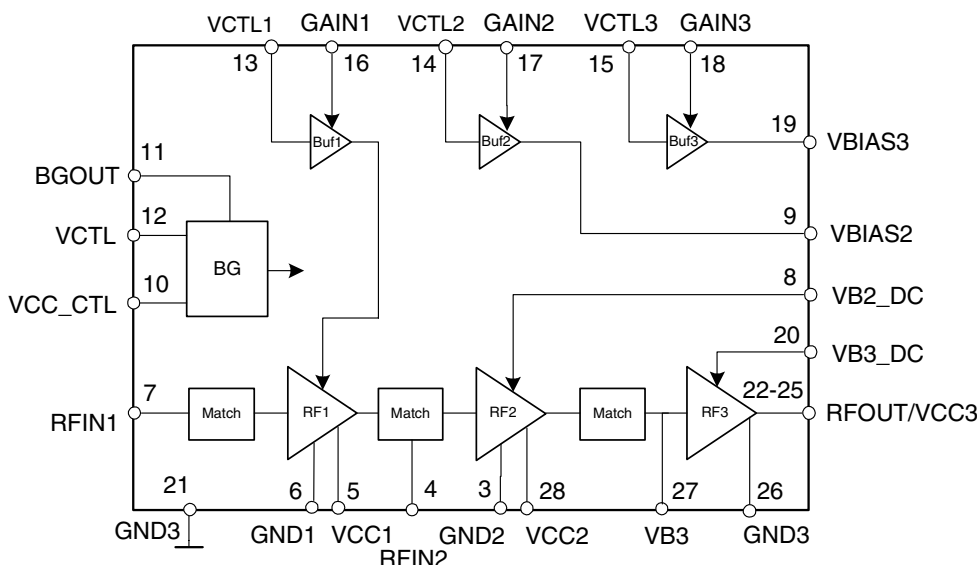 VCTL1 GAIN1 VCTL2 GAIN2 VCTL3 GAIN3
13 16 14 17 15 18
Buf1 Buf2 Buf3
19
VBIAS3
11
BGOUT
12
VCTL
9
VBIAS2
BG
10
VCC_CTL
8
VB2_DC
20
VB3_DC
7
RFIN1
Match RF1 Match RF2 Match RF3
22-25
RFOUT/VCC3
21 6 5 4 3 28 27 26
GND3 GND1 VCC1 RFIN2 GND2 VCC2 VB3 GND3